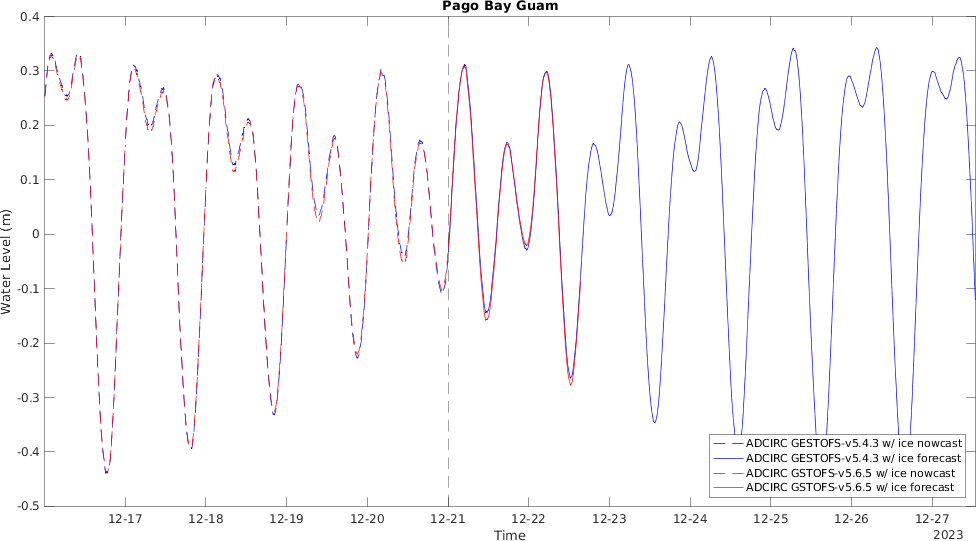 Pago Bay Guam
0.4
0.3
0.2
0.1
0
-0.1
-0.2
-0.3
-0.4
-0.5
Water Level (m)
ADCIRC GESTOFS-v5.4.3 w/ ice nowcast
ADCIRC GESTOFS-v5.4.3 w/ ice forecast
ADCIRC GSTOFS-v5.6.5 w/ ice nowcast
ADCIRC GSTOFS-v5.6.5 w/ ice forecast
12-17 12-18 12-19 12-20 12-21 12-22 12-23 12-24 12-25 12-26 12-27
Time
2023